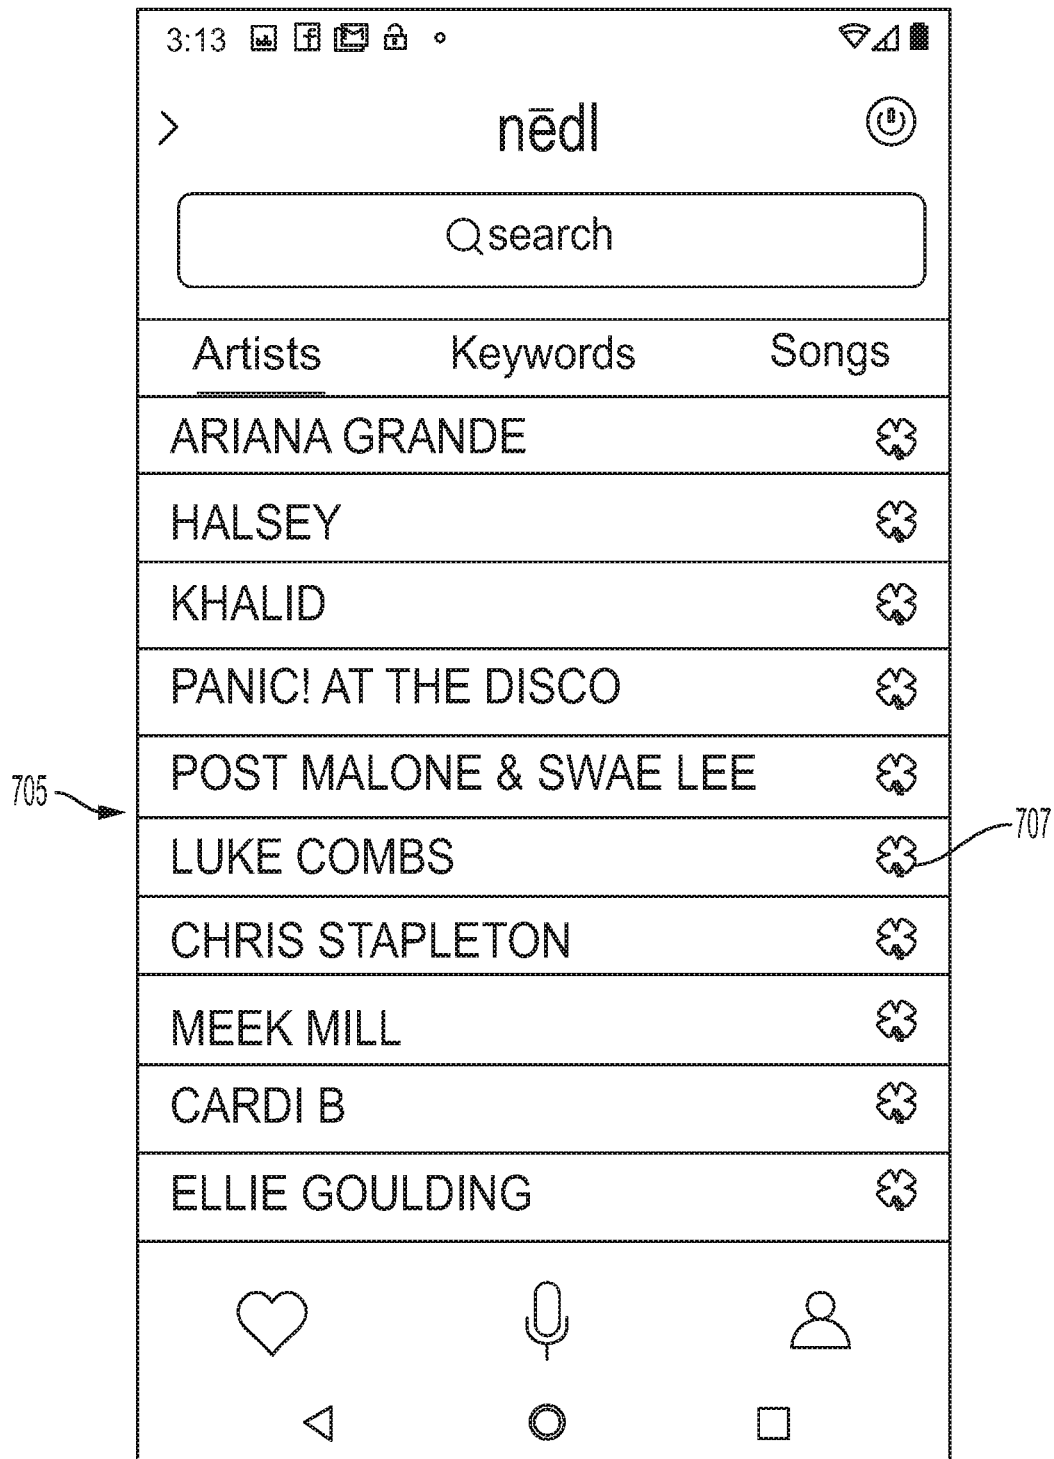 3:13
nēdl
search
Artists Keywords Songs
ARIANA GRANDE
HALSEY
KHALID
PANIC! AT THE DISCO
POST MALONE & SWAE LEE
705
707
LUKE COMBS
CHRIS STAPLETON
MEEK MILL
CARDI B
ELLIE GOULDING